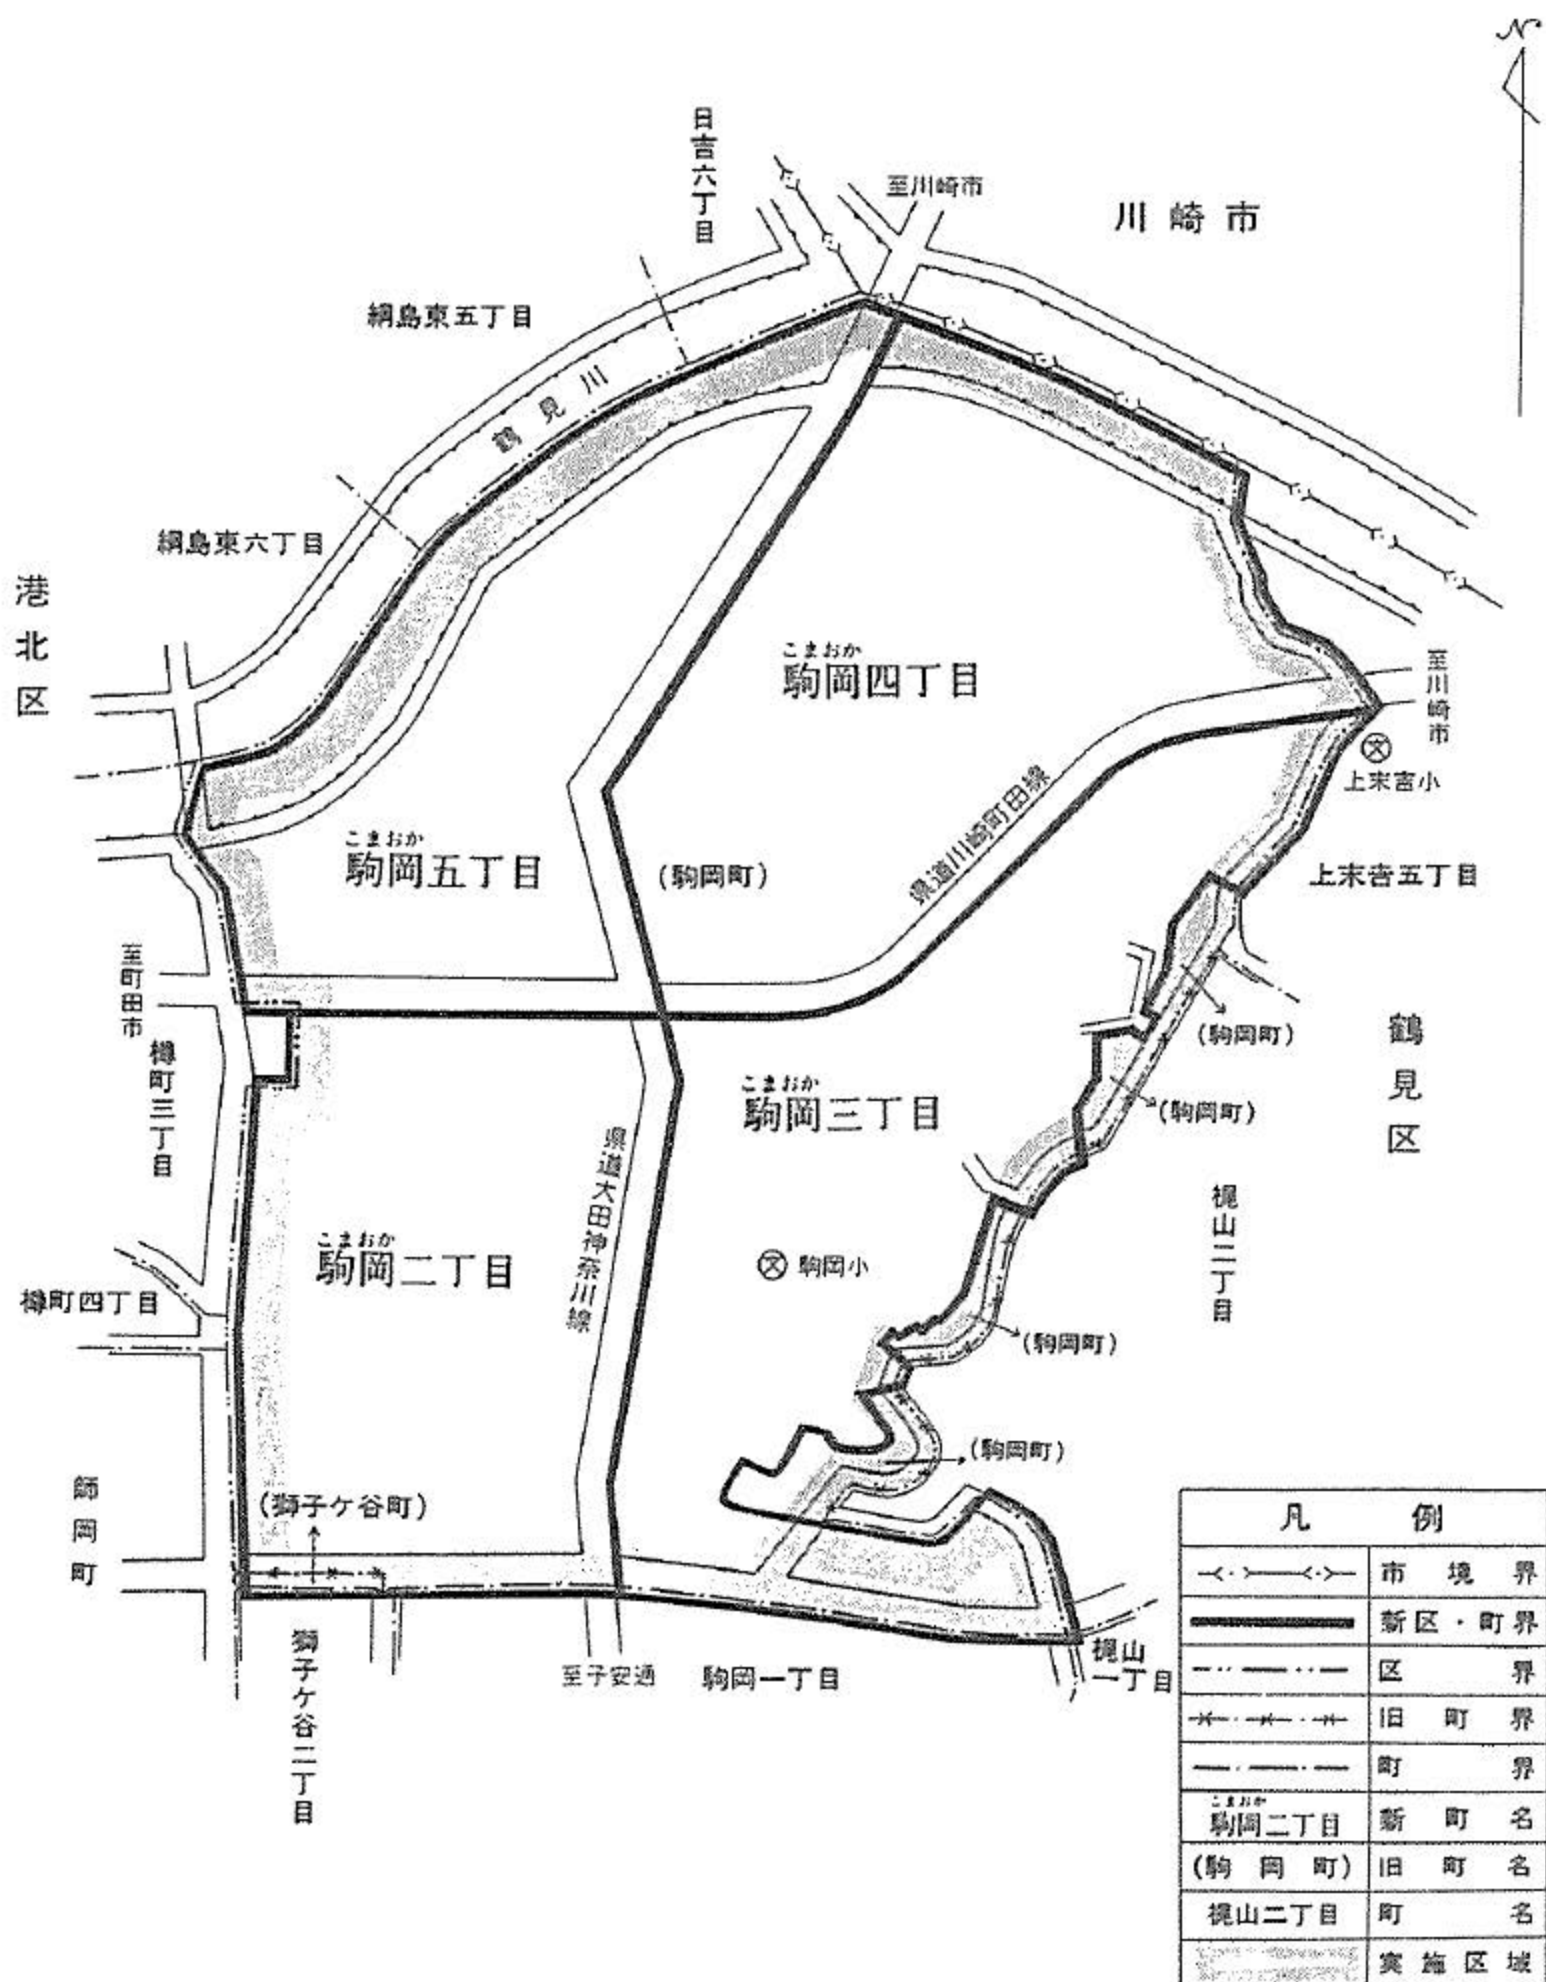 N
日吉六丁目
至川崎市
川崎市
綱島東五丁目
鶴見川
綱島東六丁目
港北区
こまおか
駒岡四丁目
至川崎市
上末吉小
県道川崎町田線
こまおか
駒岡五丁目
(駒岡町)
上末吉五丁目
至町田市
(駒岡町)
鶴見区
樽町三丁目
こまおか
駒岡三丁目
(駒岡町)
県道大田神奈川線
梶山二丁目
こまおか
駒岡二丁目
駒岡小
樽町四丁目
(駒岡町)
(駒岡町)
師岡町
(獅子ケ谷町)
獅子ケ谷二丁目
至子安通
駒岡一丁目
梶山一丁目
凡例
市境界
新区・町界
区界
旧町界
町界
こまおか
駒岡二丁目 新町名
(駒岡町) 旧町名
梶山二丁目 町名
実施区域